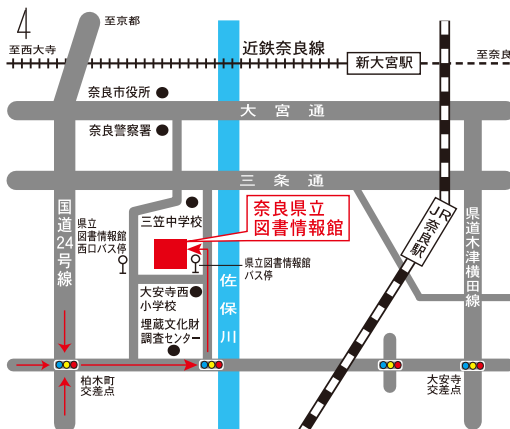 4
至京都
至西大寺
近鉄奈良線
新大宮駅
至奈良
奈良市役所
大宮通
奈良警察署
三条通
国道24号線
三笠中学校
奈良県立
図書情報館
JR奈良駅
県道木津横田線
県立
図書情報館
西口バス停
県立図書情報館
バス停
佐保川
大安寺西
小学校
埋蔵文化財
調査センター
柏木町
交差点
大安寺
交差点